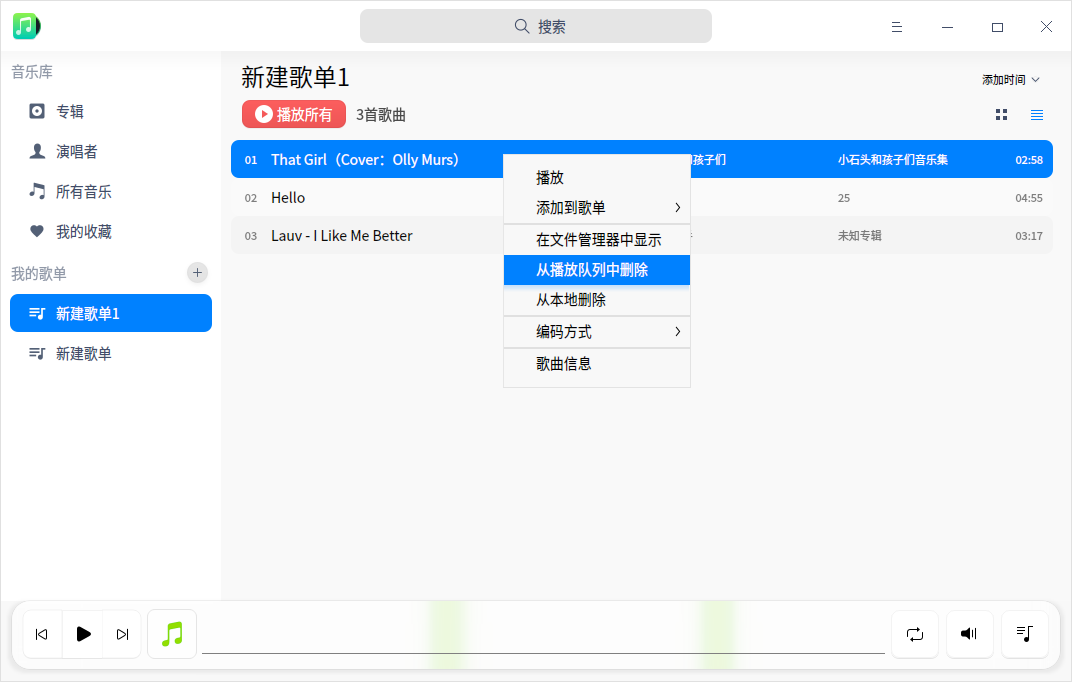 搜索
音乐库
专辑
演唱者
所有音乐
我的收藏
我的歌单
新建歌单1
新建歌单
新建歌单1
添加时间
播放所有 3首歌曲
01 That Girl（Cover：Olly Murs） 孩子们 小石头和孩子们音乐集 02:58
02 Hello 25 04:55
03 Lauv - I Like Me Better 未知专辑 03:17
播放
添加到歌单
在文件管理器中显示
从播放队列中删除
从本地删除
编码方式
歌曲信息